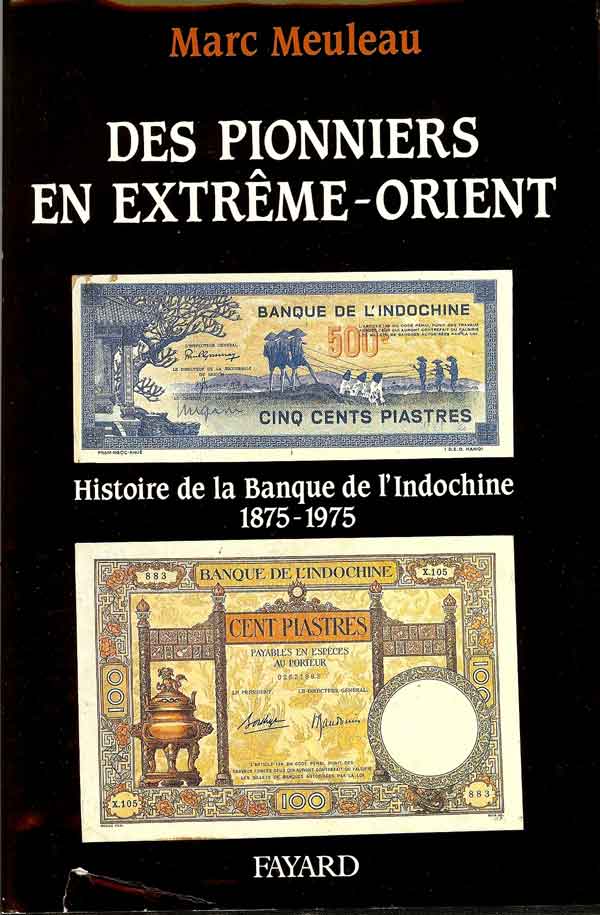 Marc Meuleau
DES PIONNIERS
EN EXTRÊME-ORIENT
BANQUE DE L'INDOCHINE
500
CINQ CENTS PIASTRES
Histoire de la Banque de l'Indochine
1875-1975
883
X.105
BANQUE DE L'INDOCHINE
CENT PIASTRES
PAYABLES EN ESPÈCES
AU PORTEUR
LE PRÉSIDENT
LE DIRECTEUR GÉNÉRAL
100
100
X.105
100
883
FAYARD